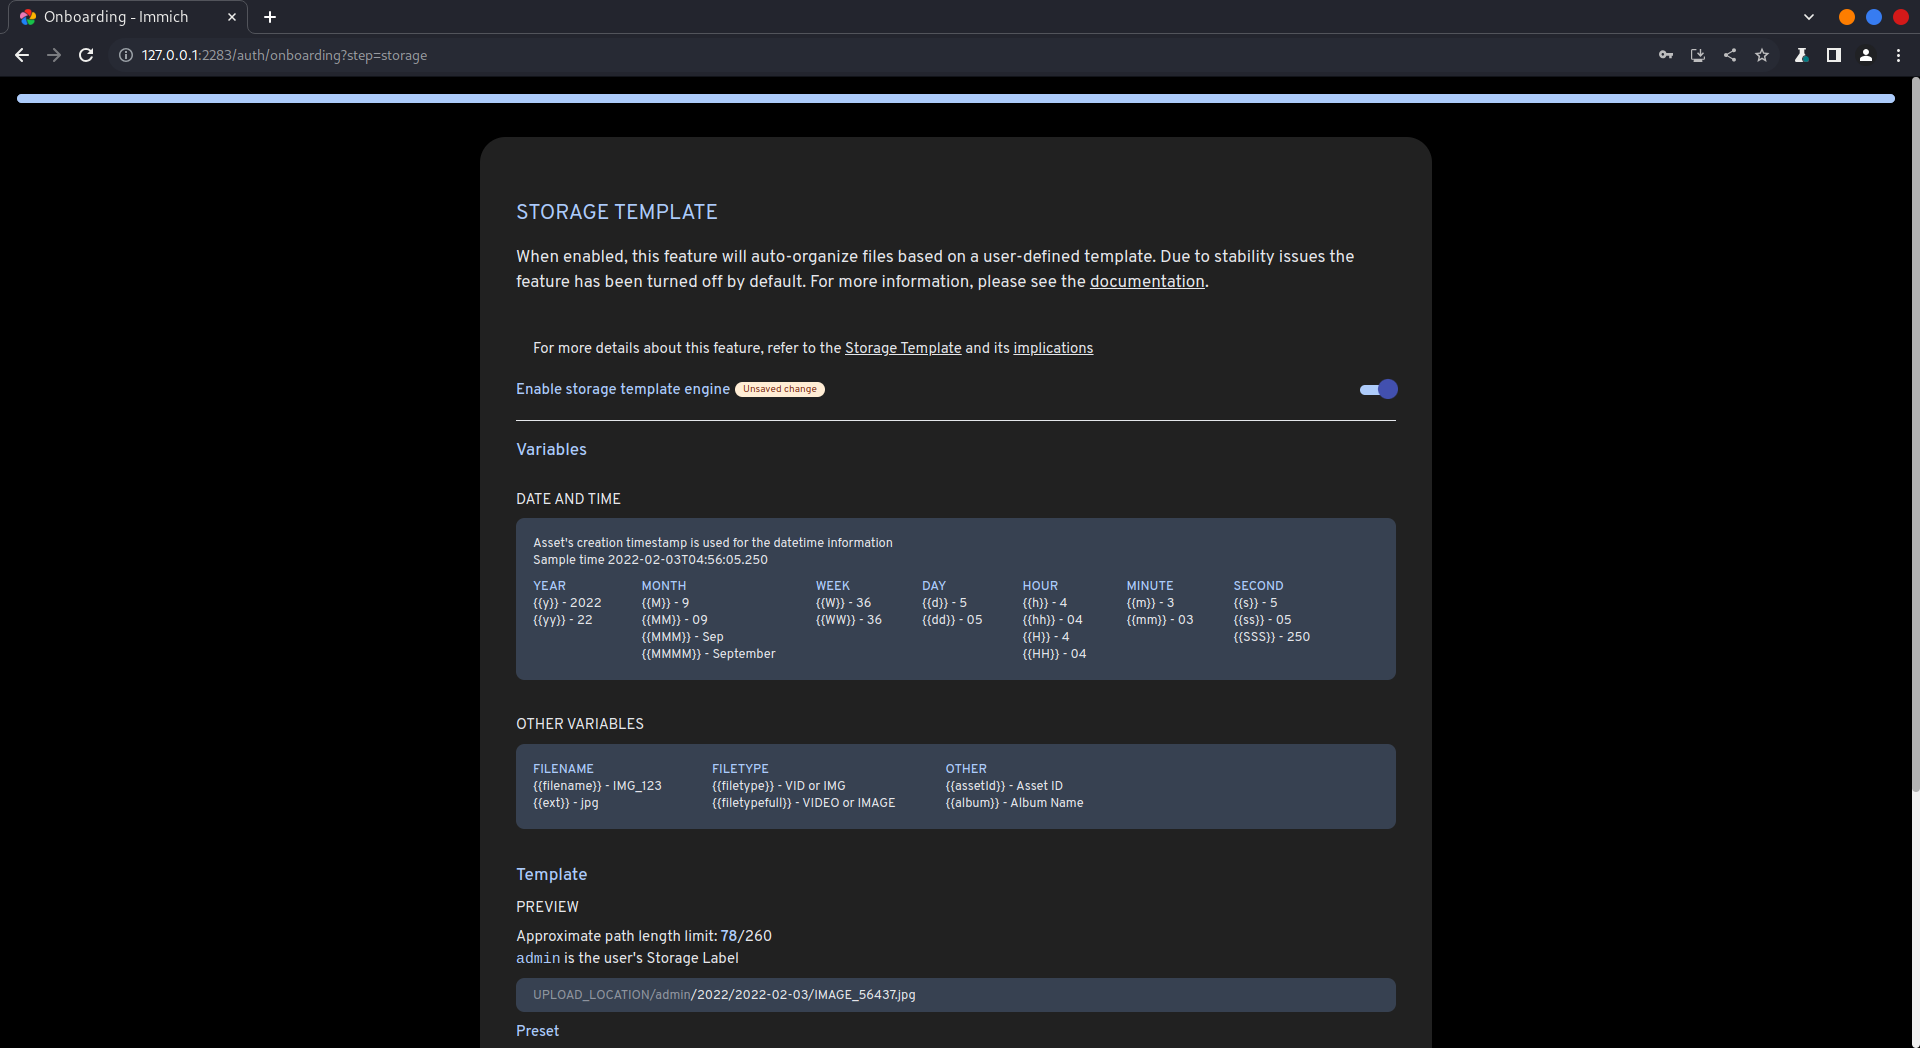 Onboarding - Immich
127.0.0.1:2283/auth/onboarding?step=storage
STORAGE TEMPLATE
When enabled, this feature will auto-organize files based on a user-defined template. Due to stability issues the
feature has been turned off by default. For more information, please see the documentation.
For more details about this feature, refer to the Storage Template and its implications
Enable storage template engine Unsaved change
Variables
DATE AND TIME
Asset's creation timestamp is used for the datetime information
Sample time 2022-02-03T04:56:05.250
YEAR MONTH WEEK DAY HOUR MINUTE SECOND
{{y}} - 2022 {{M}} - 9 {{W}} - 36 {{d}} - 5 {{h}} - 4 {{m}} - 3 {{s}} - 5
{{yy}} - 22 {{MM}} - 09 {{WW}} - 36 {{dd}} - 05 {{hh}} - 04 {{mm}} - 03 {{ss}} - 05
{{MMM}} - Sep {{H}} - 4 {{SSS}} - 250
{{MMMM}} - September {{HH}} - 04
OTHER VARIABLES
FILENAME FILETYPE OTHER
{{filename}} - IMG_123 {{filetype}} - VID or IMG {{assetId}} - Asset ID
{{ext}} - jpg {{filetypefull}} - VIDEO or IMAGE {{album}} - Album Name
Template
PREVIEW
Approximate path length limit: 78/260
admin is the user's Storage Label
UPLOAD_LOCATION/admin/2022/2022-02-03/IMAGE_56437.jpg
Preset